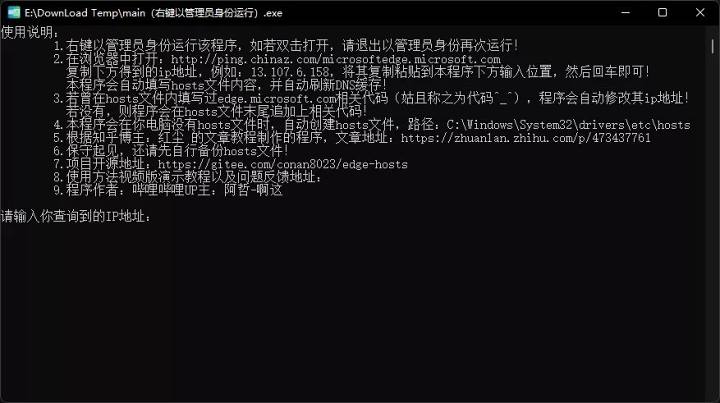 E:\DownLoad Temp\main（右键以管理员身份运行）.exe
使用说明：
1.右键以管理员身份运行该程序，如若双击打开，请退出以管理员身份再次运行！
2.在浏览器中打开：http://ping.chinaz.com/microsoftedge.microsoft.com
复制下方得到的ip地址，例如：13.107.6.158，将其复制粘贴到本程序下方输入位置，然后回车即可！
本程序会自动填写hosts文件内容，并自动刷新DNS缓存！
3.若曾在hosts文件内填写过edge.microsoft.com相关代码（姑且称之为代码^_^），程序会自动修改其ip地址！
若没有，则程序会在hosts文件末尾追加上相关代码！
4.本程序会在你电脑没有hosts文件时，自动创建hosts文件，路径：C:\Windows\System32\drivers\etc\hosts
5.根据知乎博主：红尘 的文章教程制作的程序，文章地址：https://zhuanlan.zhihu.com/p/473437761
6.保守起见，还请先自行备份hosts文件！
7.项目开源地址：https://gitee.com/conan8023/edge-hosts
8.使用方法视频版演示教程以及问题反馈地址：
9.程序作者：哔哩哔哩UP主：阿哲-啊这
请输入你查询到的IP地址：